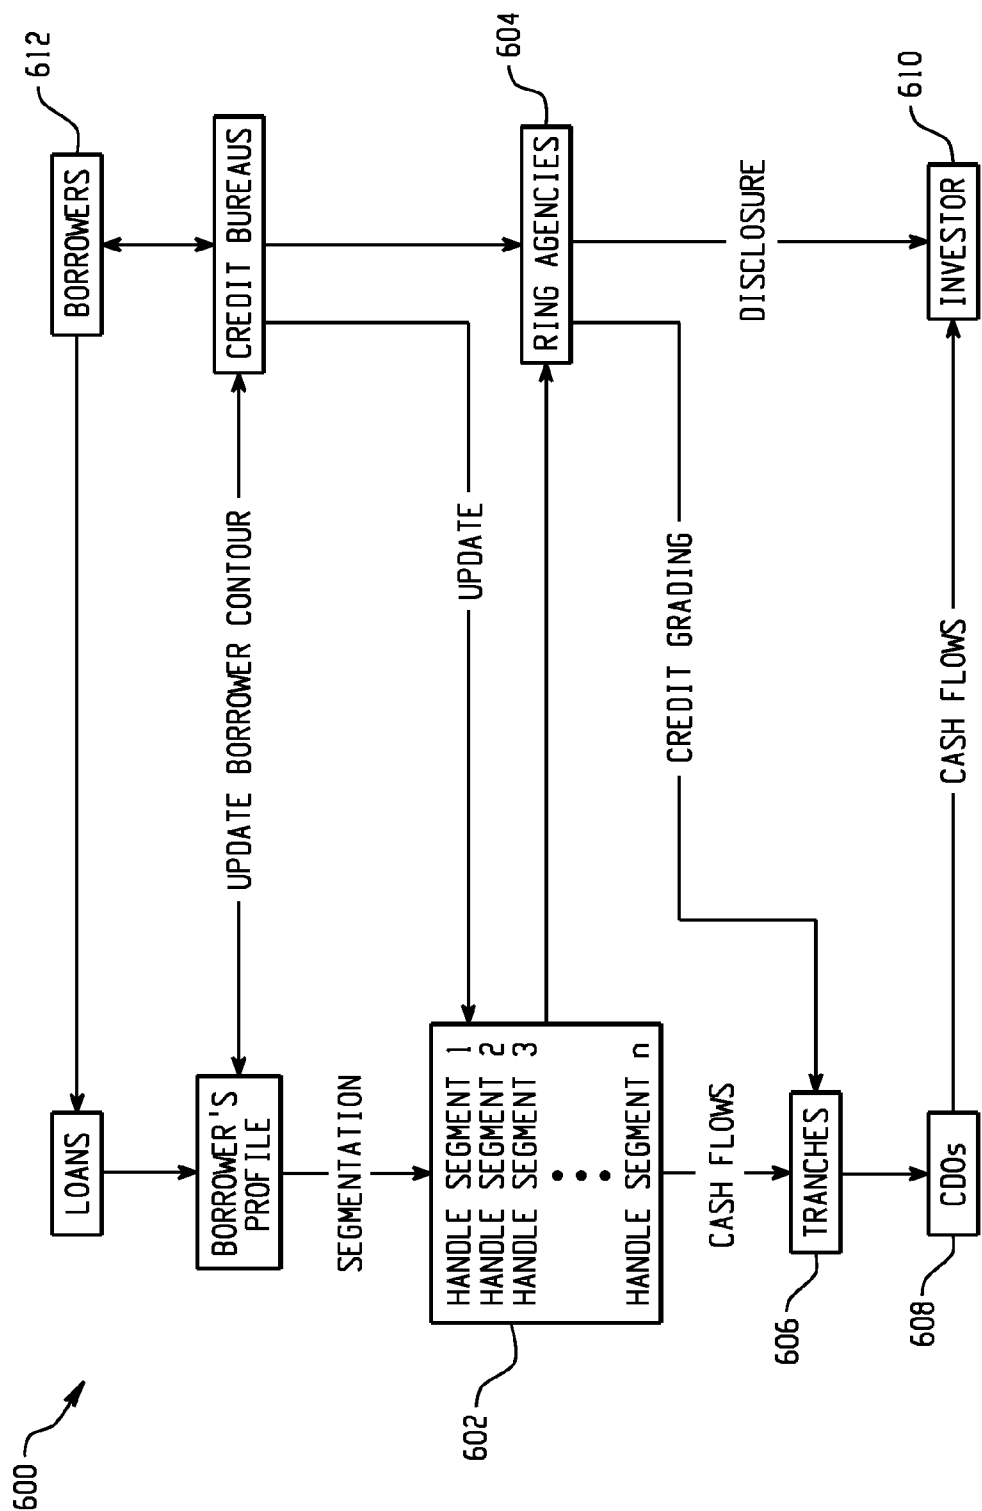 600
612
LOANS
BORROWERS
BORROWER'S
PROFILE
UPDATE BORROWER CONTOUR
CREDIT BUREAUS
SEGMENTATION
602
HANDLE SEGMENT 1
HANDLE SEGMENT 2
HANDLE SEGMENT 3
HANDLE SEGMENT n
UPDATE
604
RING AGENCIES
CASH FLOWS
CREDIT GRADING
DISCLOSURE
606
TRANCHES
608
610
CDOs
CASH FLOWS
INVESTOR